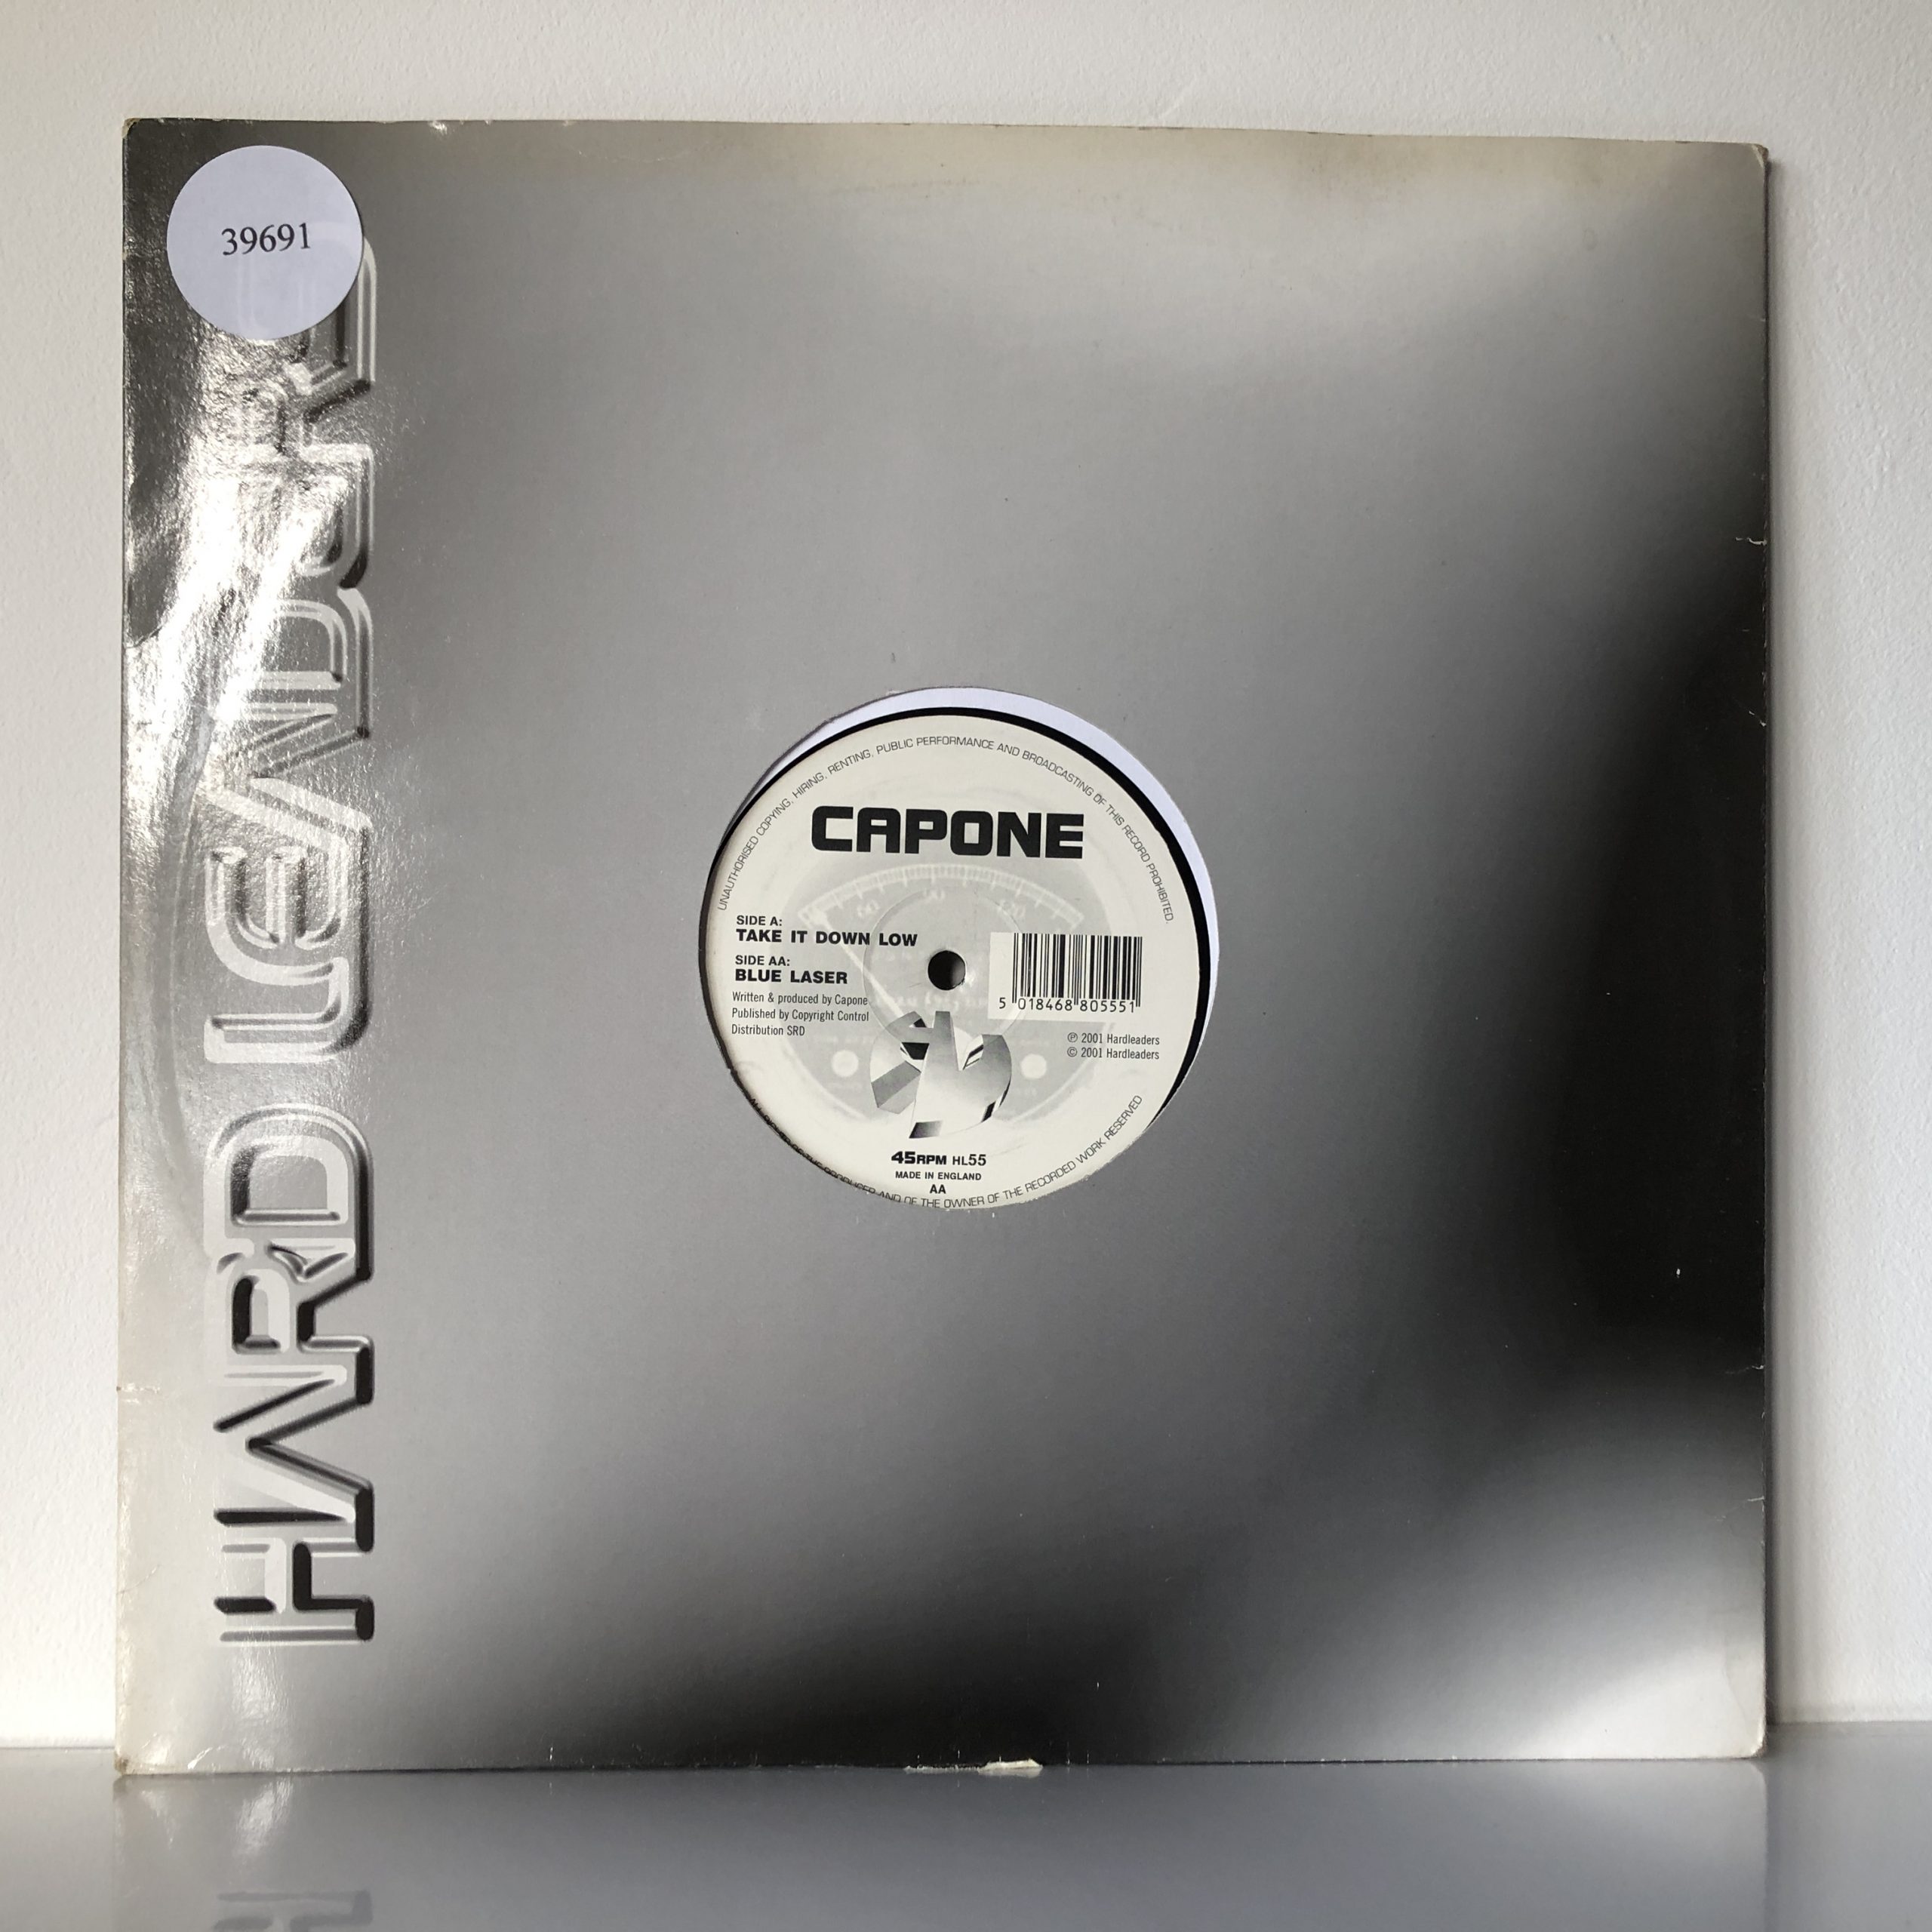 39691
HARD LEADERS
UNAUTHORISED COPYING, HIRING, RENTING, PUBLIC PERFORMANCE AND BROADCASTING OF THIS RECORD PROHIBITED.
CAPONE
SIDE A:
TAKE IT DOWN LOW
SIDE AA:
BLUE LASER
Written & produced by Capone
Published by Copyright Control
Distribution SRD
5 018468 805551
℗ 2001 Hardleaders
© 2001 Hardleaders
45RPM HL55
MADE IN ENGLAND
AA
PRODUCER AND OF THE OWNER OF THE RECORDED WORK RESERVED